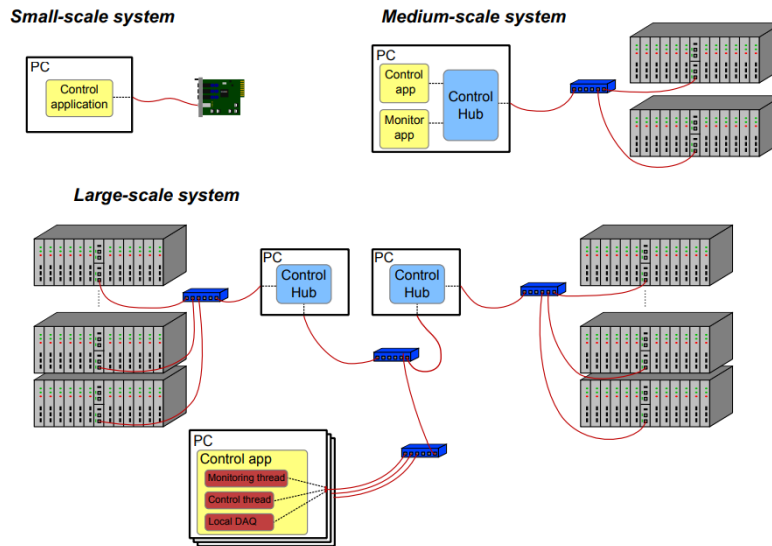 Small-scale system
PC
Control
application
Medium-scale system
PC
Control
app
Monitor
app
Control
Hub
Large-scale system
PC
Control
Hub
PC
Control
Hub
PC
Control app
Monitoring thread
Control thread
Local DAQ